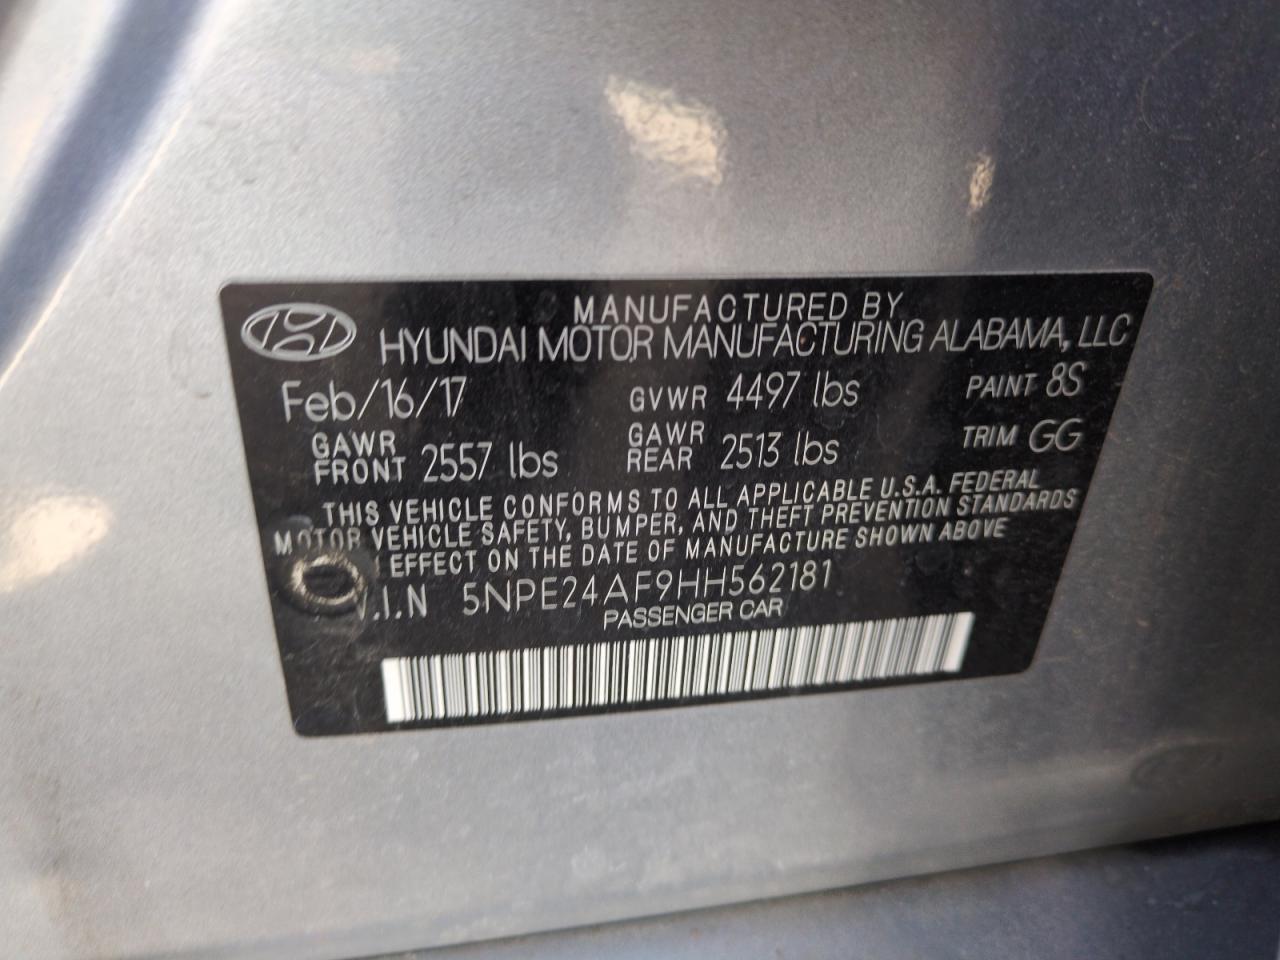 MANUFACTURED BY
HYUNDAI MOTOR MANUFACTURING ALABAMA, LLC
Feb/16/17 GVWR 4497 lbs PAINT 8S
GAWR FRONT 2557 lbs GAWR REAR 2513 lbs TRIM GG
THIS VEHICLE CONFORMS TO ALL APPLICABLE U.S.A. FEDERAL
MOTOR VEHICLE SAFETY, BUMPER, AND THEFT PREVENTION STANDARDS
EFFECT ON THE DATE OF MANUFACTURE SHOWN ABOVE
V.I.N 5NPE24AF9HH562181
PASSENGER CAR